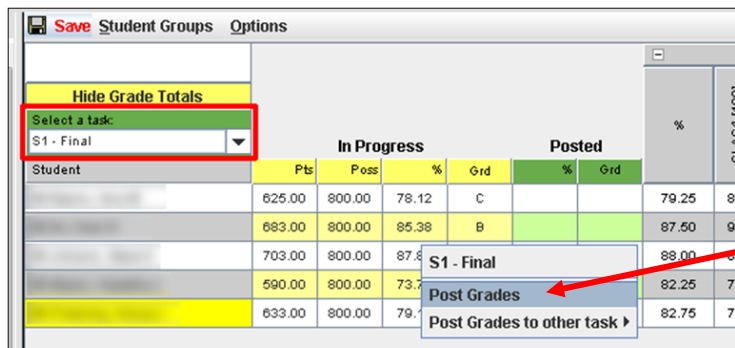 Save Student Groups Options
Hide Grade Totals
Select a task:
S1 - Final
In Progress Posted %
Student Pts Poss % Grd % Grd
625.00 800.00 78.12 C 79.25
683.00 800.00 85.38 B 87.50
703.00 800.00 88.00
S1 - Final
590.00 800.00 82.25
Post Grades
633.00 800.00 82.75
Post Grades to other task